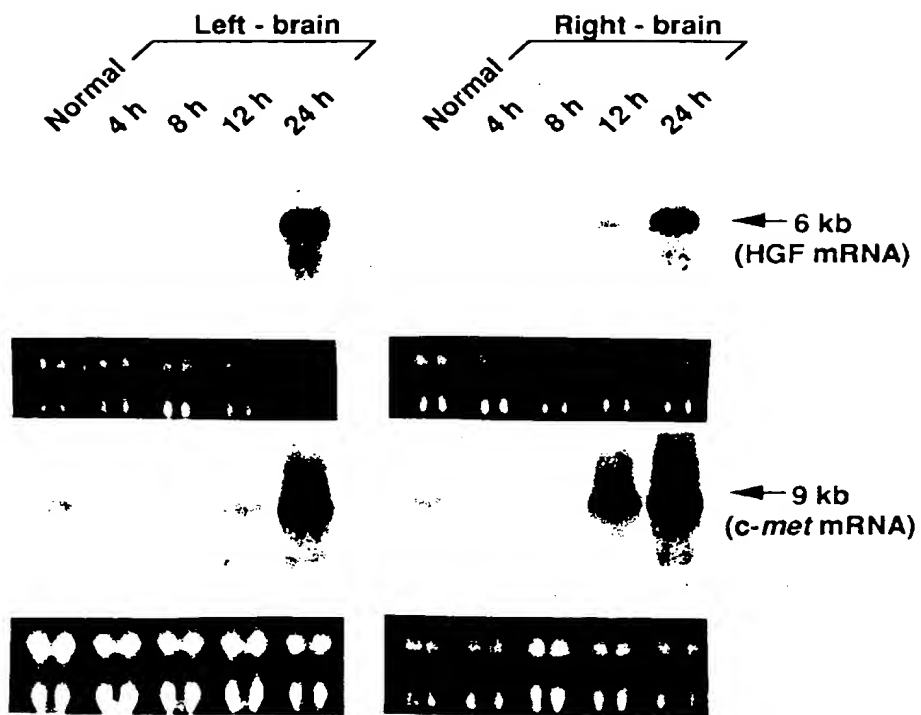 Left - brain
Right - brain
Normal
4 h
8 h
12 h
24 h
Normal
4 h
8 h
12 h
24 h
6 kb
(HGF mRNA)
9 kb
(c-met mRNA)